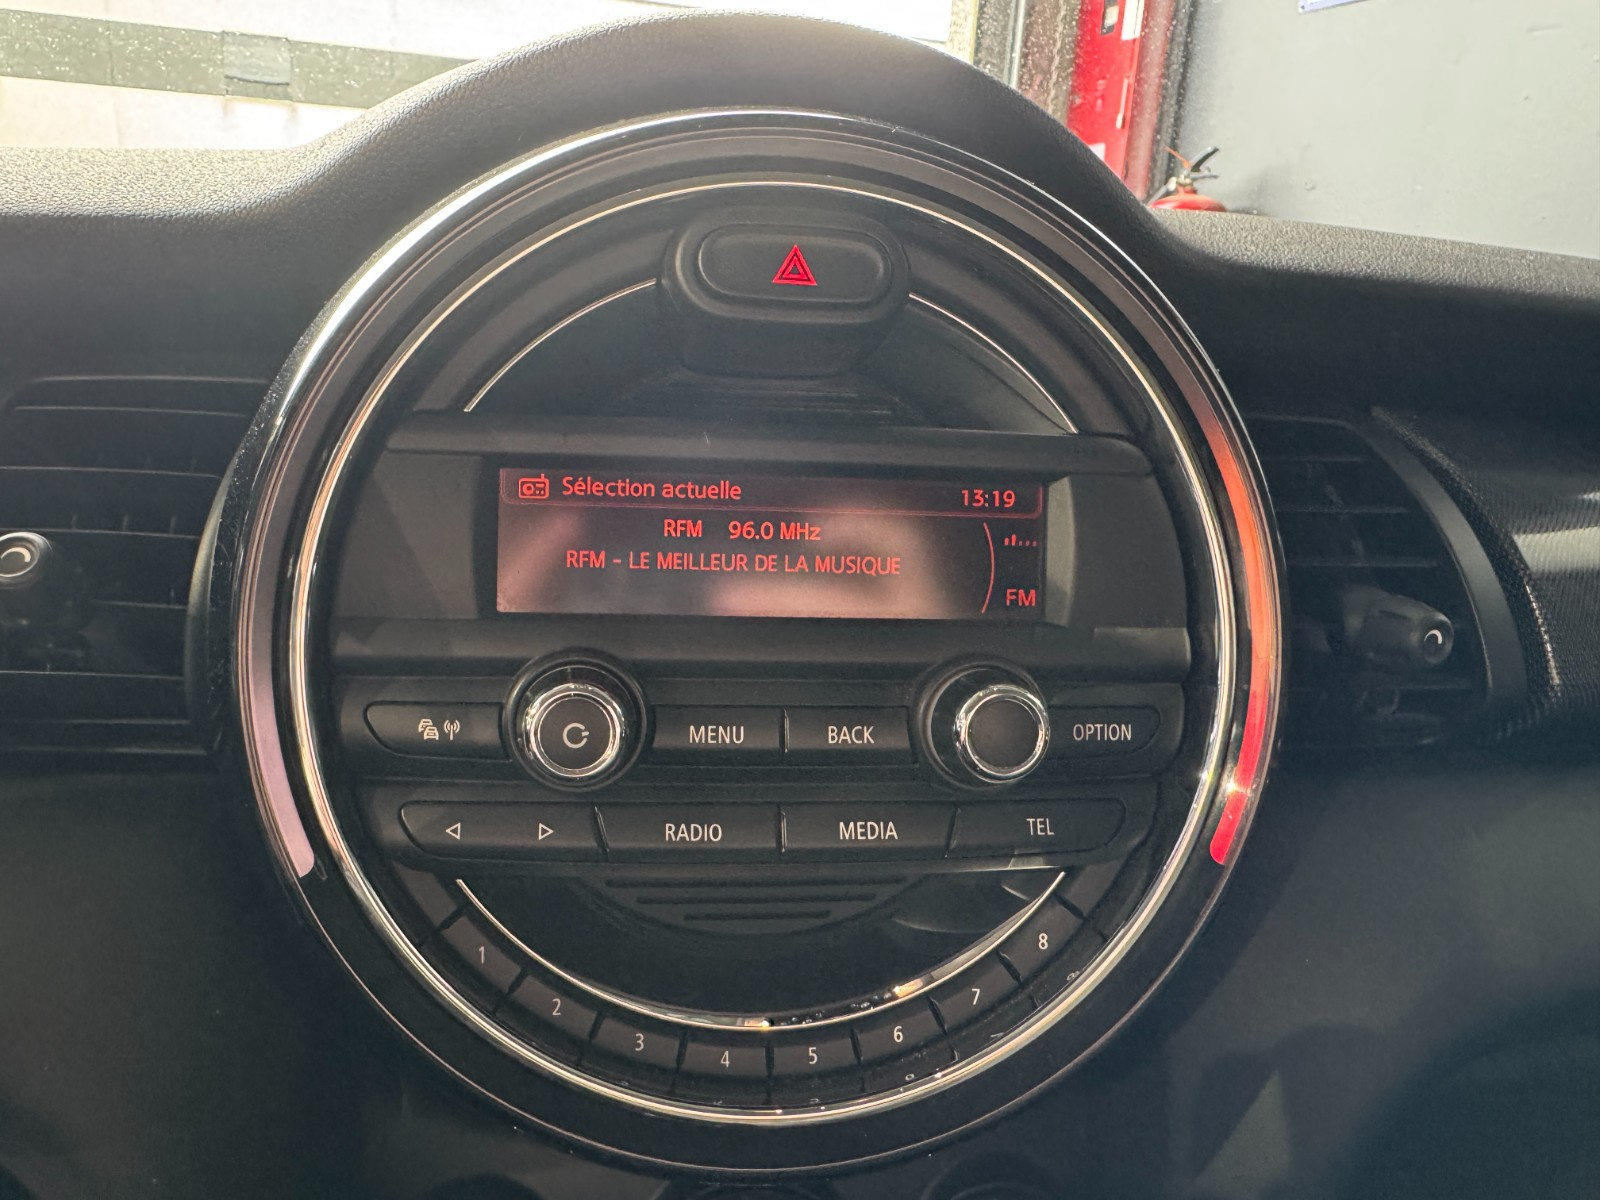 Sélection actuelle 13:19
RFM 96.0 MHz
RFM - LE MEILLEUR DE LA MUSIQUE
FM
MENU BACK OPTION
RADIO MEDIA TEL
1 2 3 4 5 6 7 8